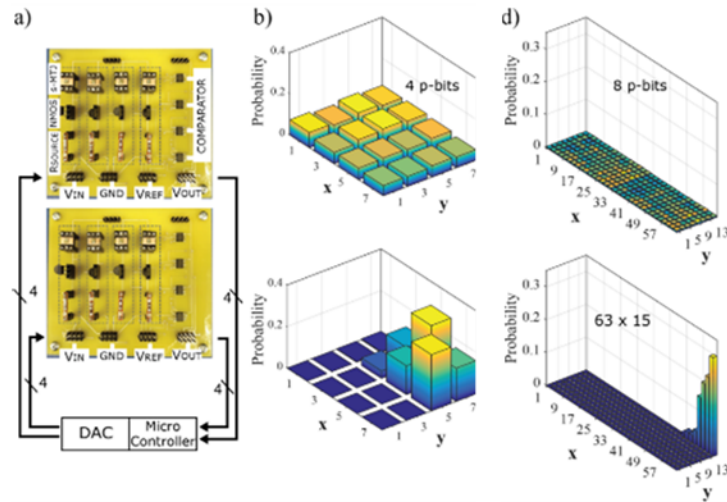 a)
s-MTJ
NMOS
RSOURCE
COMPARATOR
VIN GND VREF VOUT
4
4
VIN GND VREF VOUT
4
4
DAC
Micro
Controller
b)
Probability
0.4
0.2
0
4 p-bits
1
3
5
7
x
1
3
5
7
y
Probability
0.4
0.2
0
1
3
5
7
x
1
3
5
7
y
d)
Probability
0.3
0.2
0.1
0
8 p-bits
1
9
17
25
33
41
49
57
x
1 5 9 13
y
Probability
0.3
0.2
0.1
0
63 x 15
1
9
17
25
33
41
49
57
x
1 5 9 13
y